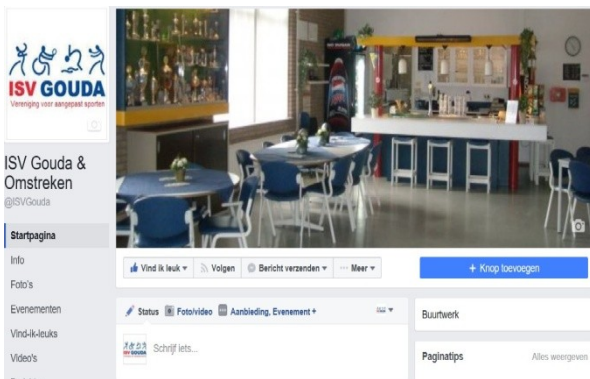 ISV GOUDA
Vereniging voor aangepast sporten
ISV Gouda &
Omstreken
@ISVGouda
Startpagina
Info
Foto's
Evenementen
Vind-ik-leuks
Video's
Vind ik leuk
Volgen
Bericht verzenden
Meer
+ Knop toevoegen
Status
Foto/video
Aanbieding, Evenement +
Buurtwerk
ISV GOUDA
Schrijf iets...
Paginatips
Alles weergeven